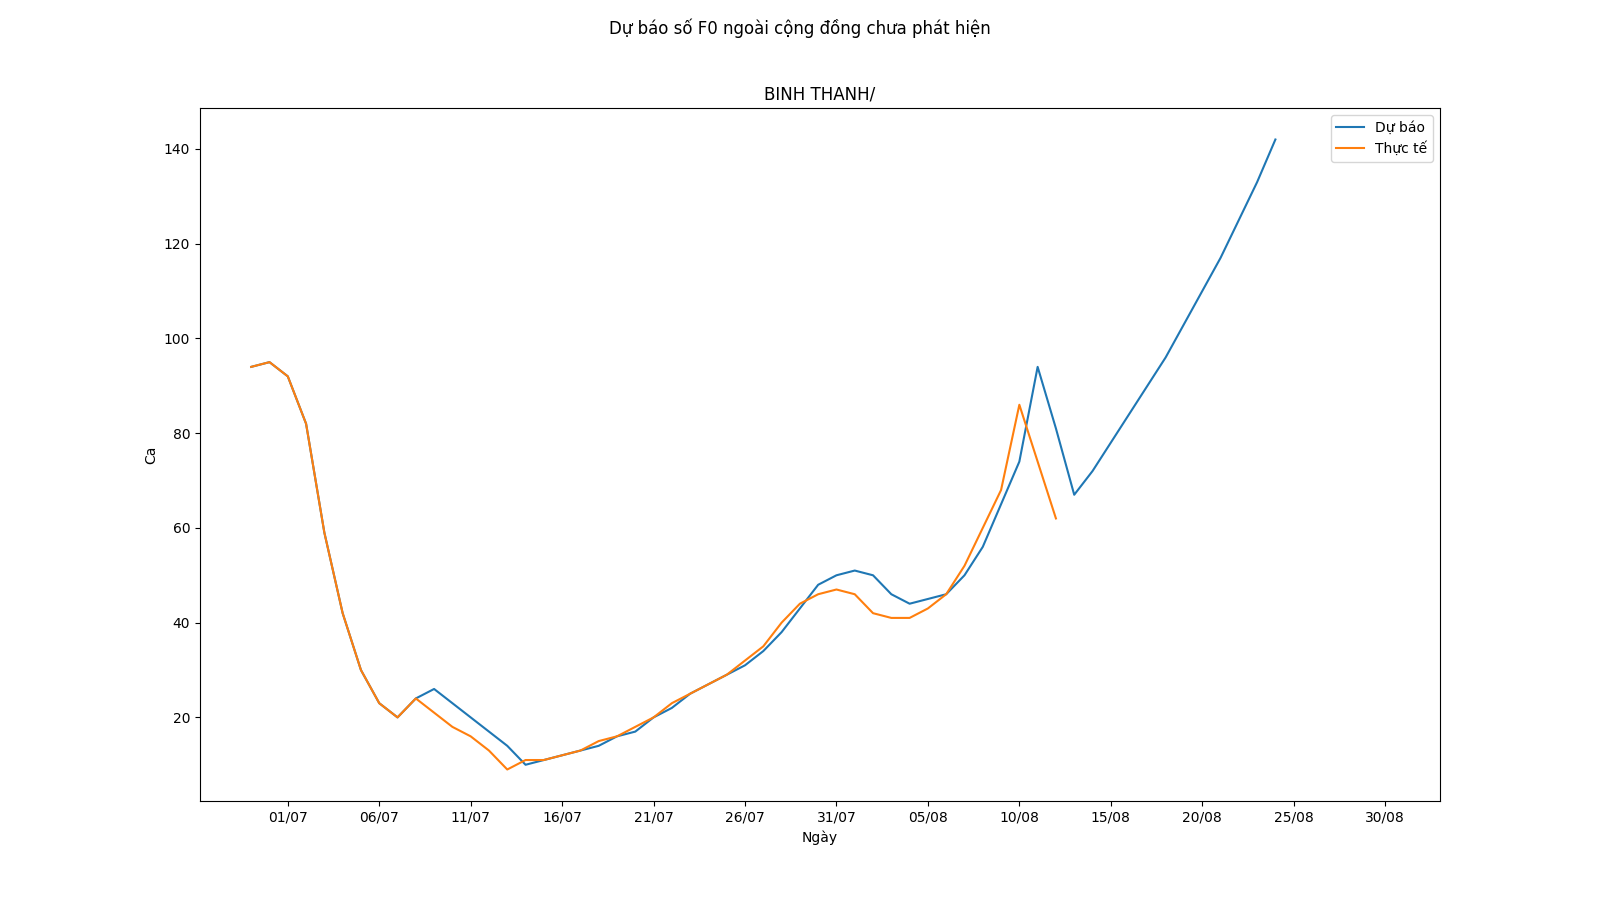 Dự báo số F0 ngoài cộng đồng chưa phát hiện
BINH THANH/
Dự báo
Thực tế
140
120
100
80
60
40
20
Ca
01/07 06/07 11/07 16/07 21/07 26/07 31/07 05/08 10/08 15/08 20/08 25/08 30/08
Ngày